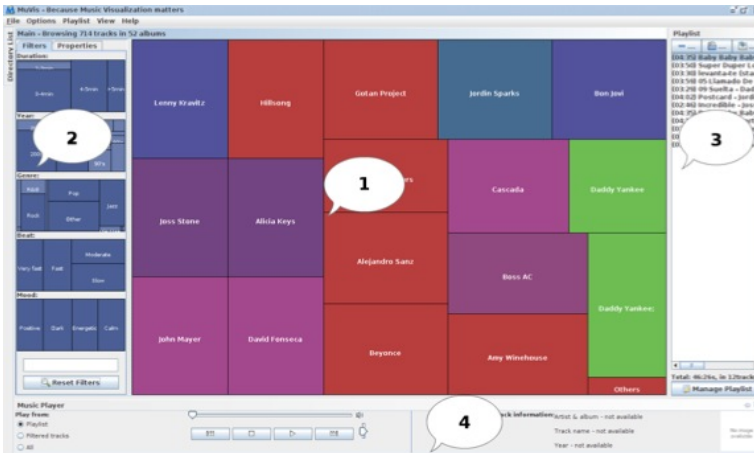 MuVis - Because Music Visualization matters
File Options Playlist View Help
Directory List
Main - Browsing 714 tracks in 52 albums
Filters Properties
Duration:
Year:
2
Genre:
Pop
Rock
Other
Jazz
Beat:
Very fast
Fast
Moderate
Slow
Mood:
Positive
Dark
Energetic
Calm
Reset Filters
Lenny Kravitz
Hillsong
Gotan Project
Jordin Sparks
Bon Jovi
1
Cascada
Daddy Yankee
Joss Stone
Alicia Keys
Alejandro Sanz
Boss AC
Daddy Yankee;
John Mayer
David Fonseca
Beyonce
Amy Winehouse
Others
Playlist
3
Manage Playlist
Music Player
Play from:
Playlist
Filtered tracks
All
4
Artist & album - not available
Track name - not available
Year - not available
No image available